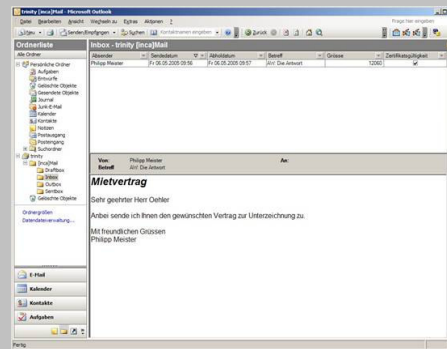 trinity [inca]Mail - Microsoft Outlook
Datei Bearbeiten Ansicht Wechseln zu Extras Aktionen ?
Frage hier eingeben
Neu Senden/Empfangen Suchen Kontaktnamen eingeben Zurück
Ordnerliste
Inbox - trinity [inca]Mail
Alle Ordner
Absender Sendedatum Abholdatum Betreff Grösse Zertifikatsgültigkeit
Philipp Meister Fr 06.05.2005 09:56 Fr 06.05.2005 09:57 AW: Die Antwort 12060
Persönliche Ordner
Aufgaben
Entwürfe
Gelöschte Objekte
Gesendete Objekte
Journal
Junk-E-Mail
Kalender
Kontakte
Notizen
Postausgang
Posteingang
Suchordner
trinity
[inca]Mail
Draftbox
Inbox
Outbox
Sentbox
Gelöschte Objekte
Ordnergrößen
Datendateiverwaltung...
E-Mail
Kalender
Kontakte
Aufgaben
Von: Philipp Meister An:
Betreff AW: Die Antwort
Mietvertrag
Sehr geehrter Herr Oehler
Anbei sende ich Ihnen den gewünschten Vertrag zur Unterzeichnung zu.
Mit freundlichen Grüssen
Philipp Meister
Fertig